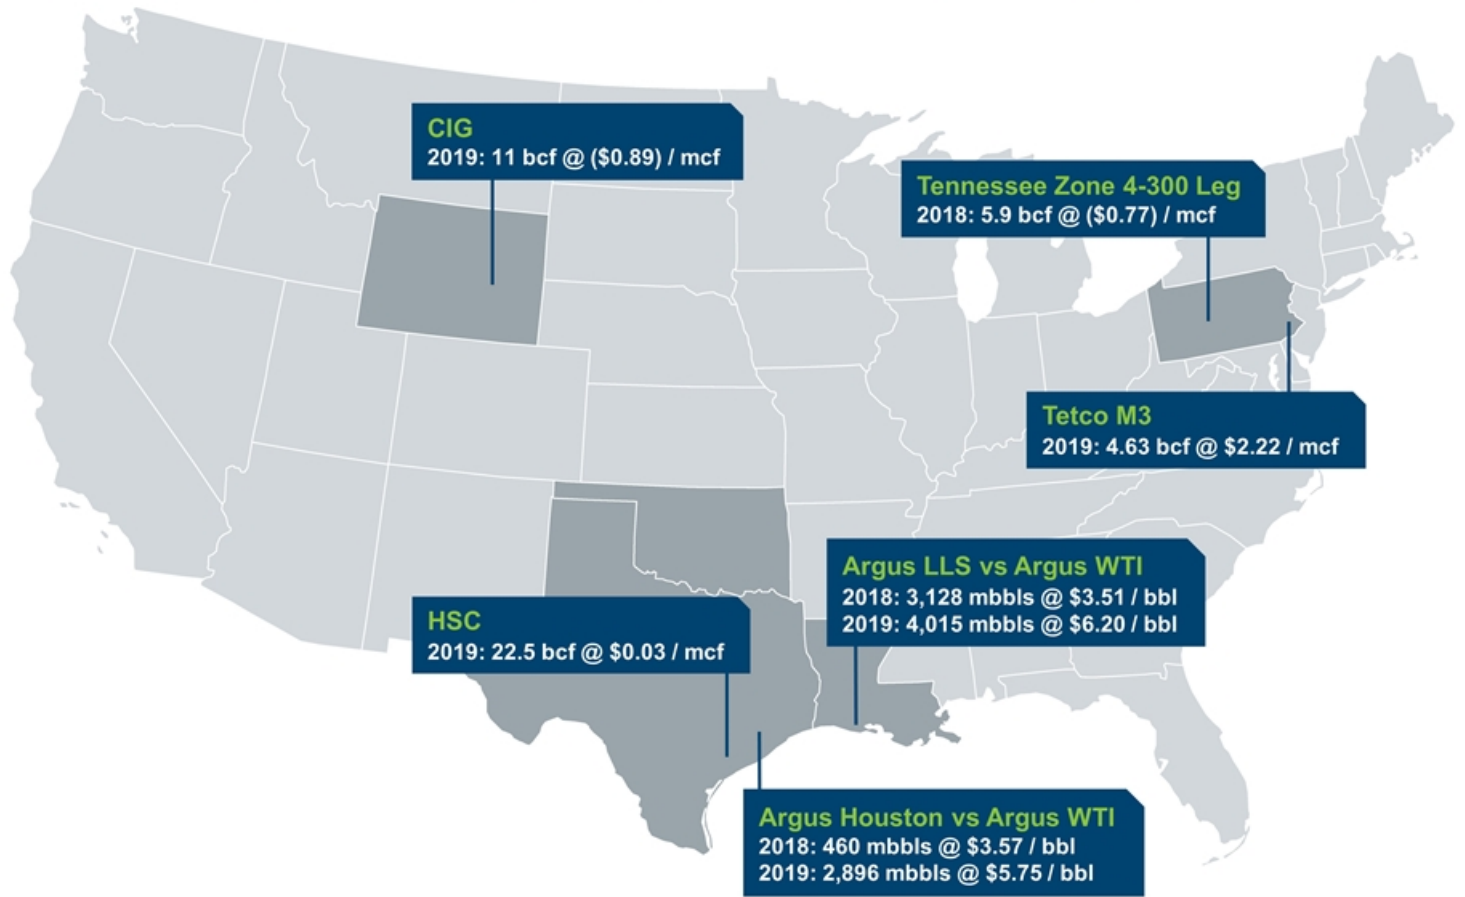 CIG
2019: 11 bcf @ ($0.89) / mcf
Tennessee Zone 4-300 Leg
2018: 5.9 bcf @ ($0.77) / mcf
Tetco M3
2019: 4.63 bcf @ $2.22 / mcf
Argus LLS vs Argus WTI
2018: 3,128 mbbls @ $3.51 / bbl
2019: 4,015 mbbls @ $6.20 / bbl
HSC
2019: 22.5 bcf @ $0.03 / mcf
Argus Houston vs Argus WTI
2018: 460 mbbls @ $3.57 / bbl
2019: 2,896 mbbls @ $5.75 / bbl